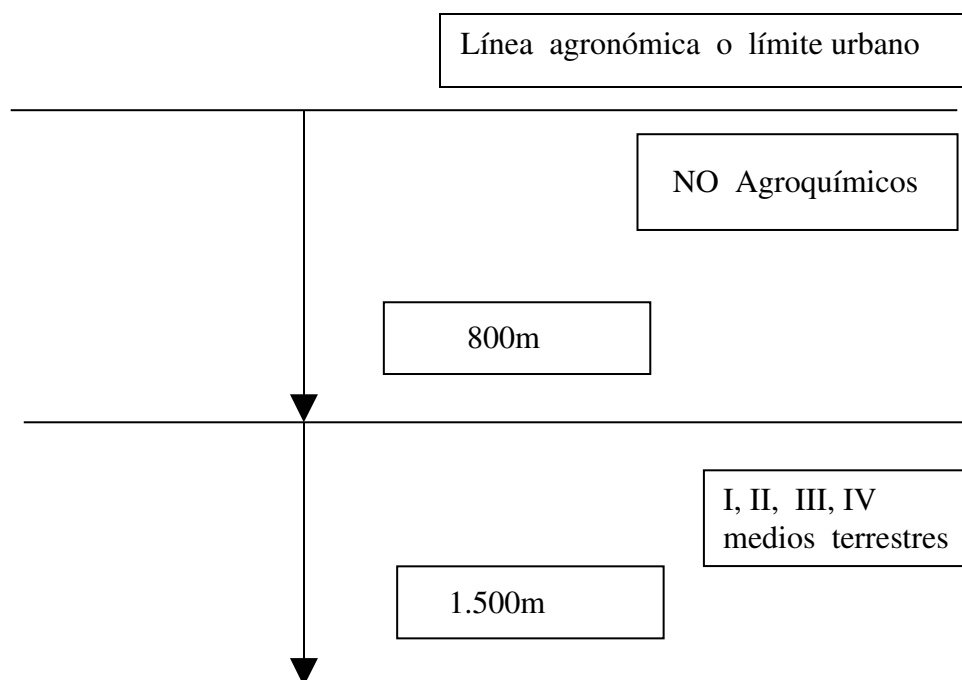 Línea agronómica o límite urbano
NO Agroquímicos
800m
I, II, III, IV
medios terrestres
1.500m